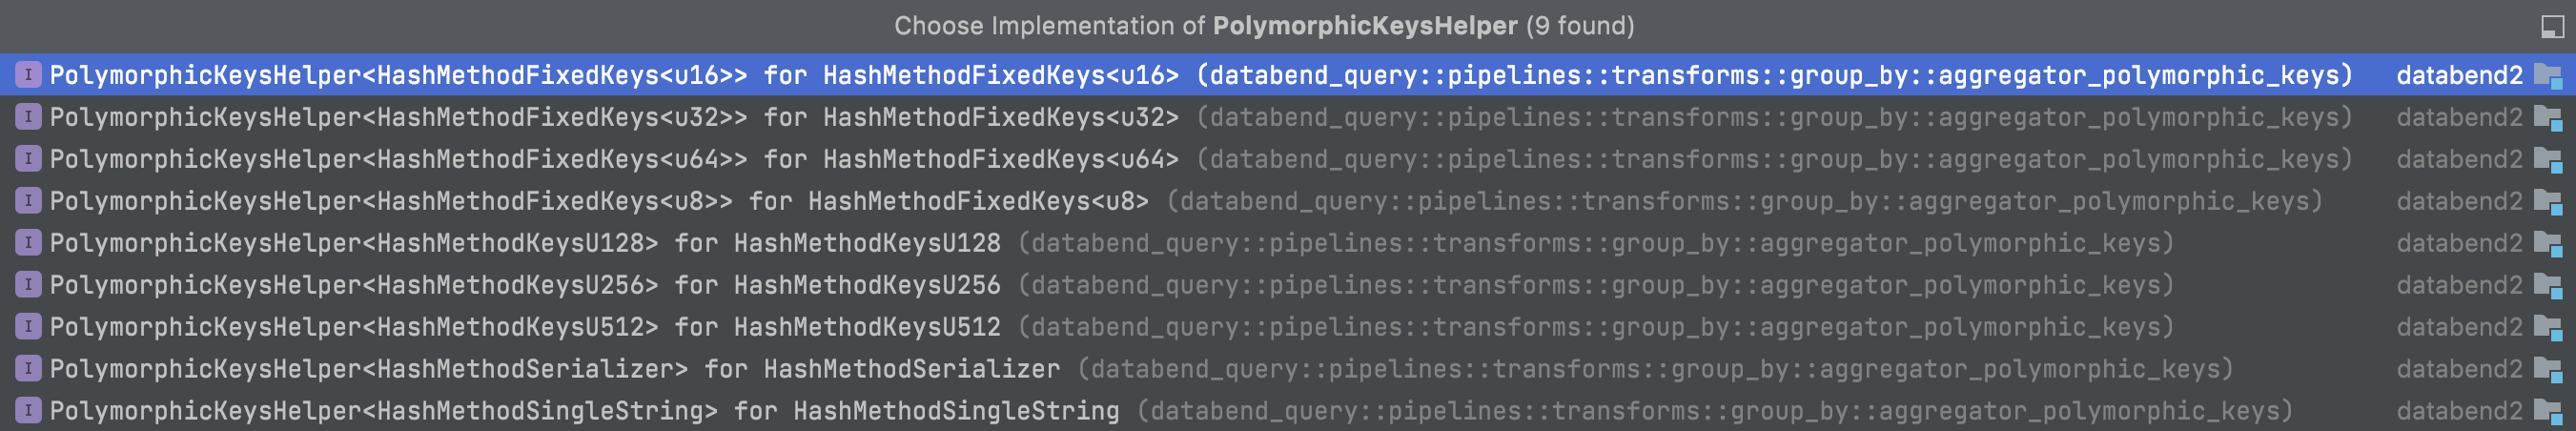 Choose Implementation of PolymorphicKeysHelper (9 found)
I PolymorphicKeysHelper<HashMethodFixedKeys<u16>> for HashMethodFixedKeys<u16> (databend_query::pipelines::transforms::group_by::aggregator_polymorphic_keys) databend2
I PolymorphicKeysHelper<HashMethodFixedKeys<u32>> for HashMethodFixedKeys<u32> (databend_query::pipelines::transforms::group_by::aggregator_polymorphic_keys) databend2
I PolymorphicKeysHelper<HashMethodFixedKeys<u64>> for HashMethodFixedKeys<u64> (databend_query::pipelines::transforms::group_by::aggregator_polymorphic_keys) databend2
I PolymorphicKeysHelper<HashMethodFixedKeys<u8>> for HashMethodFixedKeys<u8> (databend_query::pipelines::transforms::group_by::aggregator_polymorphic_keys) databend2
I PolymorphicKeysHelper<HashMethodKeysU128> for HashMethodKeysU128 (databend_query::pipelines::transforms::group_by::aggregator_polymorphic_keys) databend2
I PolymorphicKeysHelper<HashMethodKeysU256> for HashMethodKeysU256 (databend_query::pipelines::transforms::group_by::aggregator_polymorphic_keys) databend2
I PolymorphicKeysHelper<HashMethodKeysU512> for HashMethodKeysU512 (databend_query::pipelines::transforms::group_by::aggregator_polymorphic_keys) databend2
I PolymorphicKeysHelper<HashMethodSerializer> for HashMethodSerializer (databend_query::pipelines::transforms::group_by::aggregator_polymorphic_keys) databend2
I PolymorphicKeysHelper<HashMethodSingleString> for HashMethodSingleString (databend_query::pipelines::transforms::group_by::aggregator_polymorphic_keys) databend2